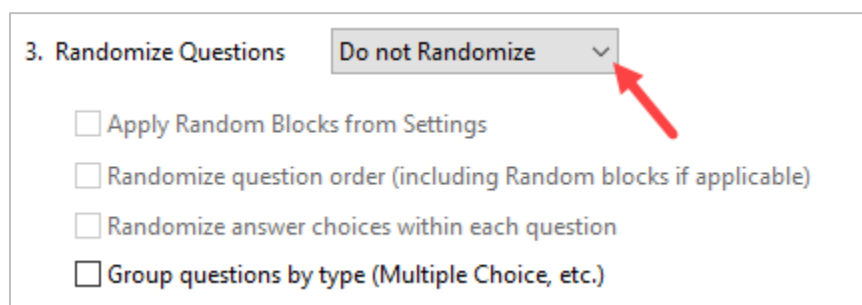 3. Randomize Questions Do not Randomize
Apply Random Blocks from Settings
Randomize question order (including Random blocks if applicable)
Randomize answer choices within each question
Group questions by type (Multiple Choice, etc.)